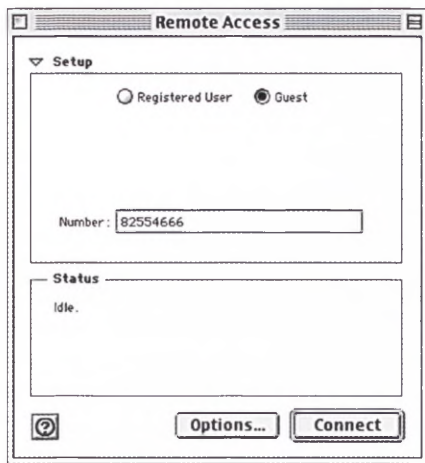 Remote Access
Setup
Registered User Guest
Number: 82554666
Status
Idle.
?
Options... Connect